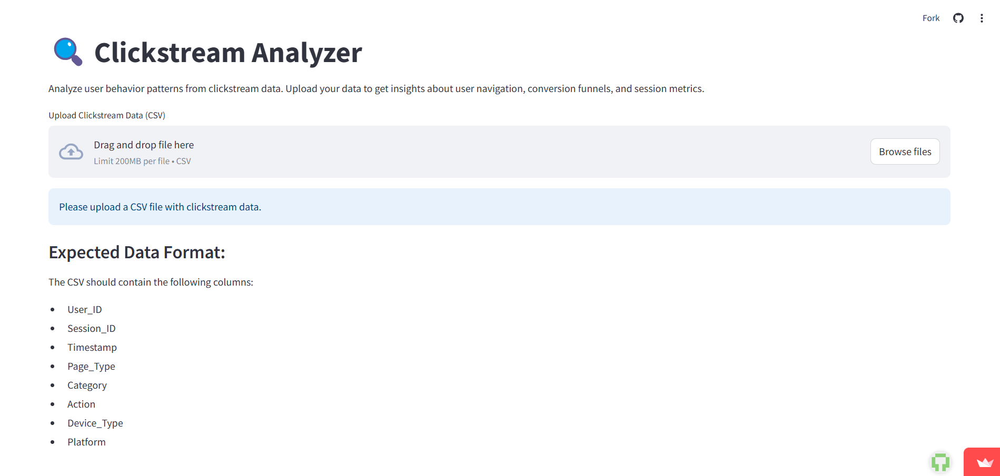 Fork
Clickstream Analyzer
Analyze user behavior patterns from clickstream data. Upload your data to get insights about user navigation, conversion funnels, and session metrics.
Upload Clickstream Data (CSV)
Drag and drop file here
Limit 200MB per file • CSV
Browse files
Please upload a CSV file with clickstream data.
Expected Data Format:
The CSV should contain the following columns:
• User_ID
• Session_ID
• Timestamp
• Page_Type
• Category
• Action
• Device_Type
• Platform